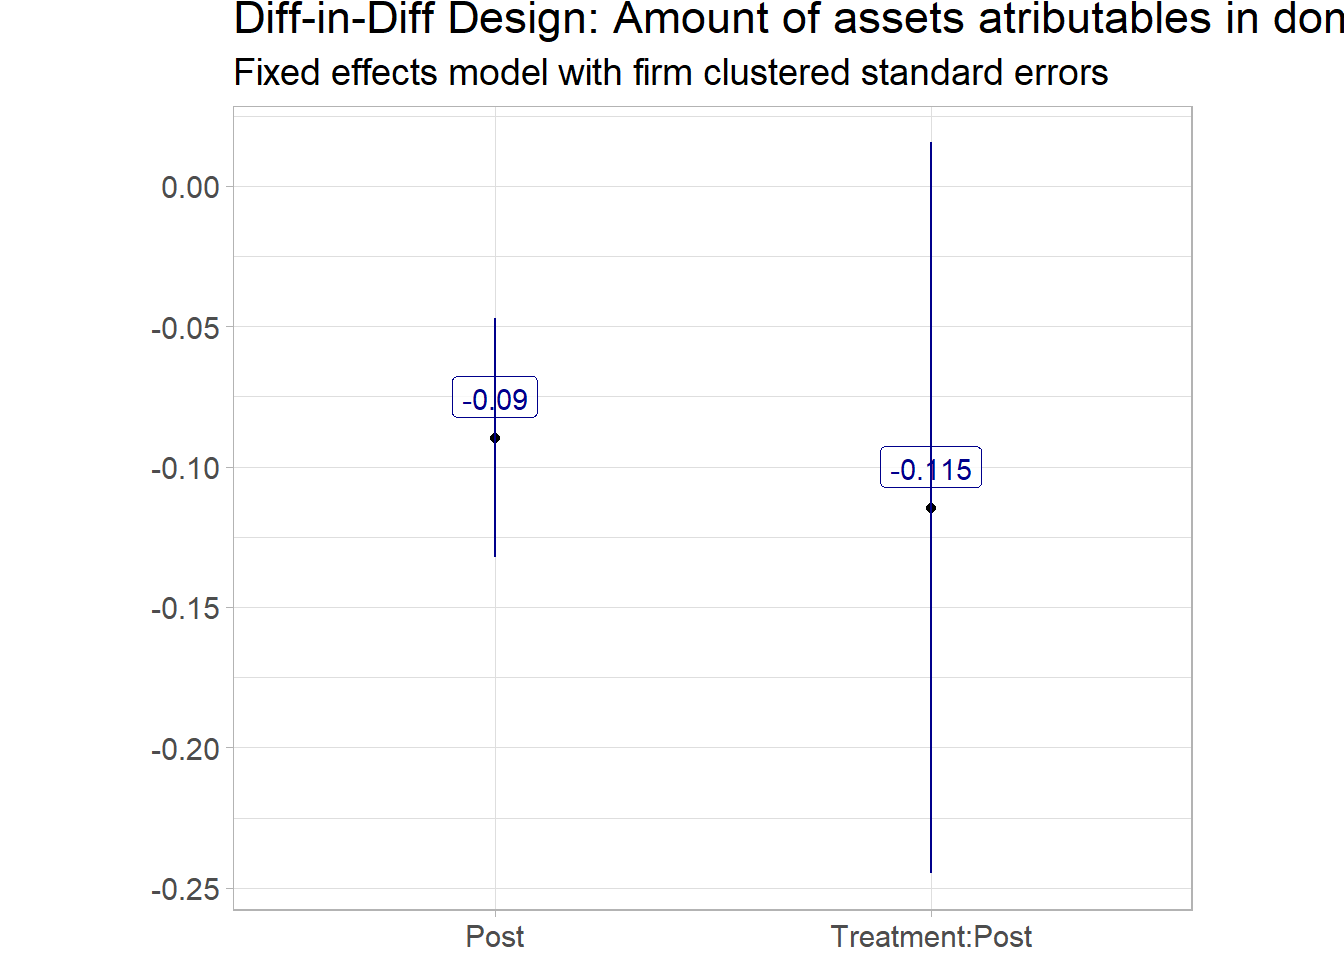 Diff-in-Diff Design: Amount of assets atributables in
Fixed effects model with firm clustered standard errors
0.00
-0.05
-0.09
-0.10
-0.115
-0.15
-0.20
-0.25
Post Treatment:Post